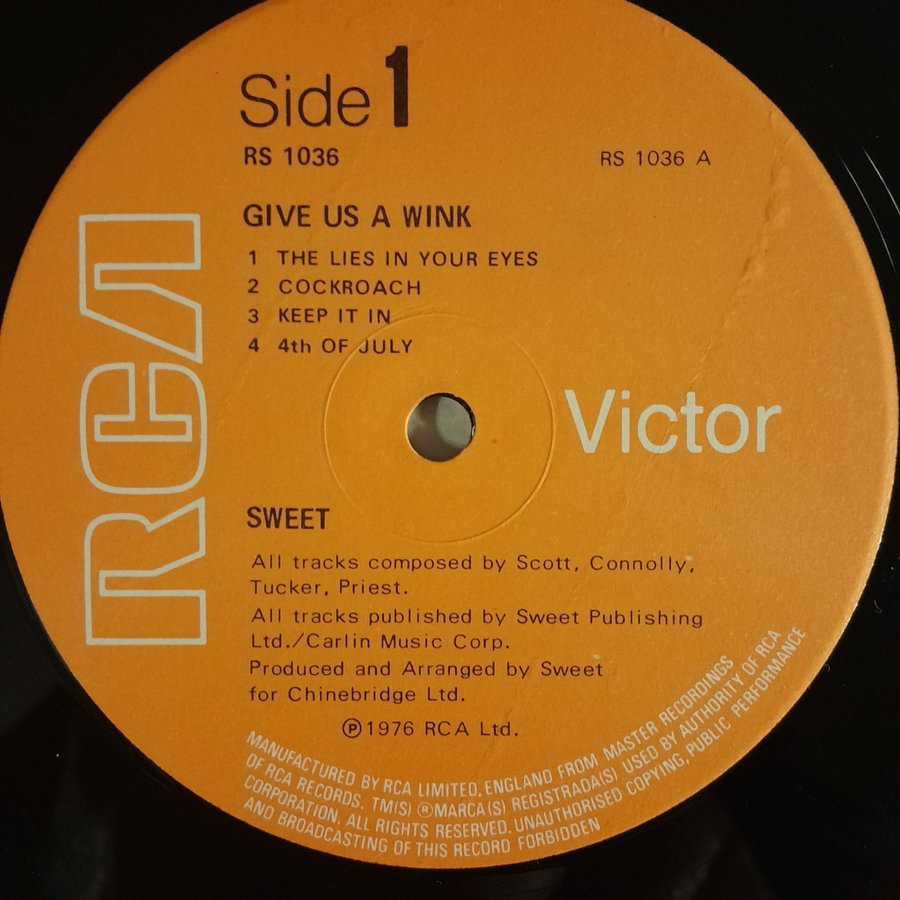 Side 1
RS 1036
RS 1036 A
GIVE US A WINK
1 THE LIES IN YOUR EYES
2 COCKROACH
3 KEEP IT IN
4 4th OF JULY
RCA
Victor
SWEET
All tracks composed by Scott, Connolly,
Tucker, Priest.
All tracks published by Sweet Publishing
Ltd./Carlin Music Corp.
Produced and Arranged by Sweet
for Chinebridge Ltd.
Ⓟ1976 RCA Ltd.
MANUFACTURED BY RCA LIMITED, ENGLAND FROM MASTER RECORDINGS
OF RCA RECORDS. TM(S) ®MARCA(S) REGISTRADA(S) USED BY AUTHORITY OF RCA
CORPORATION. ALL RIGHTS RESERVED. UNAUTHORISED COPYING, PUBLIC PERFORMANCE
AND BROADCASTING OF THIS RECORD FORBIDDEN